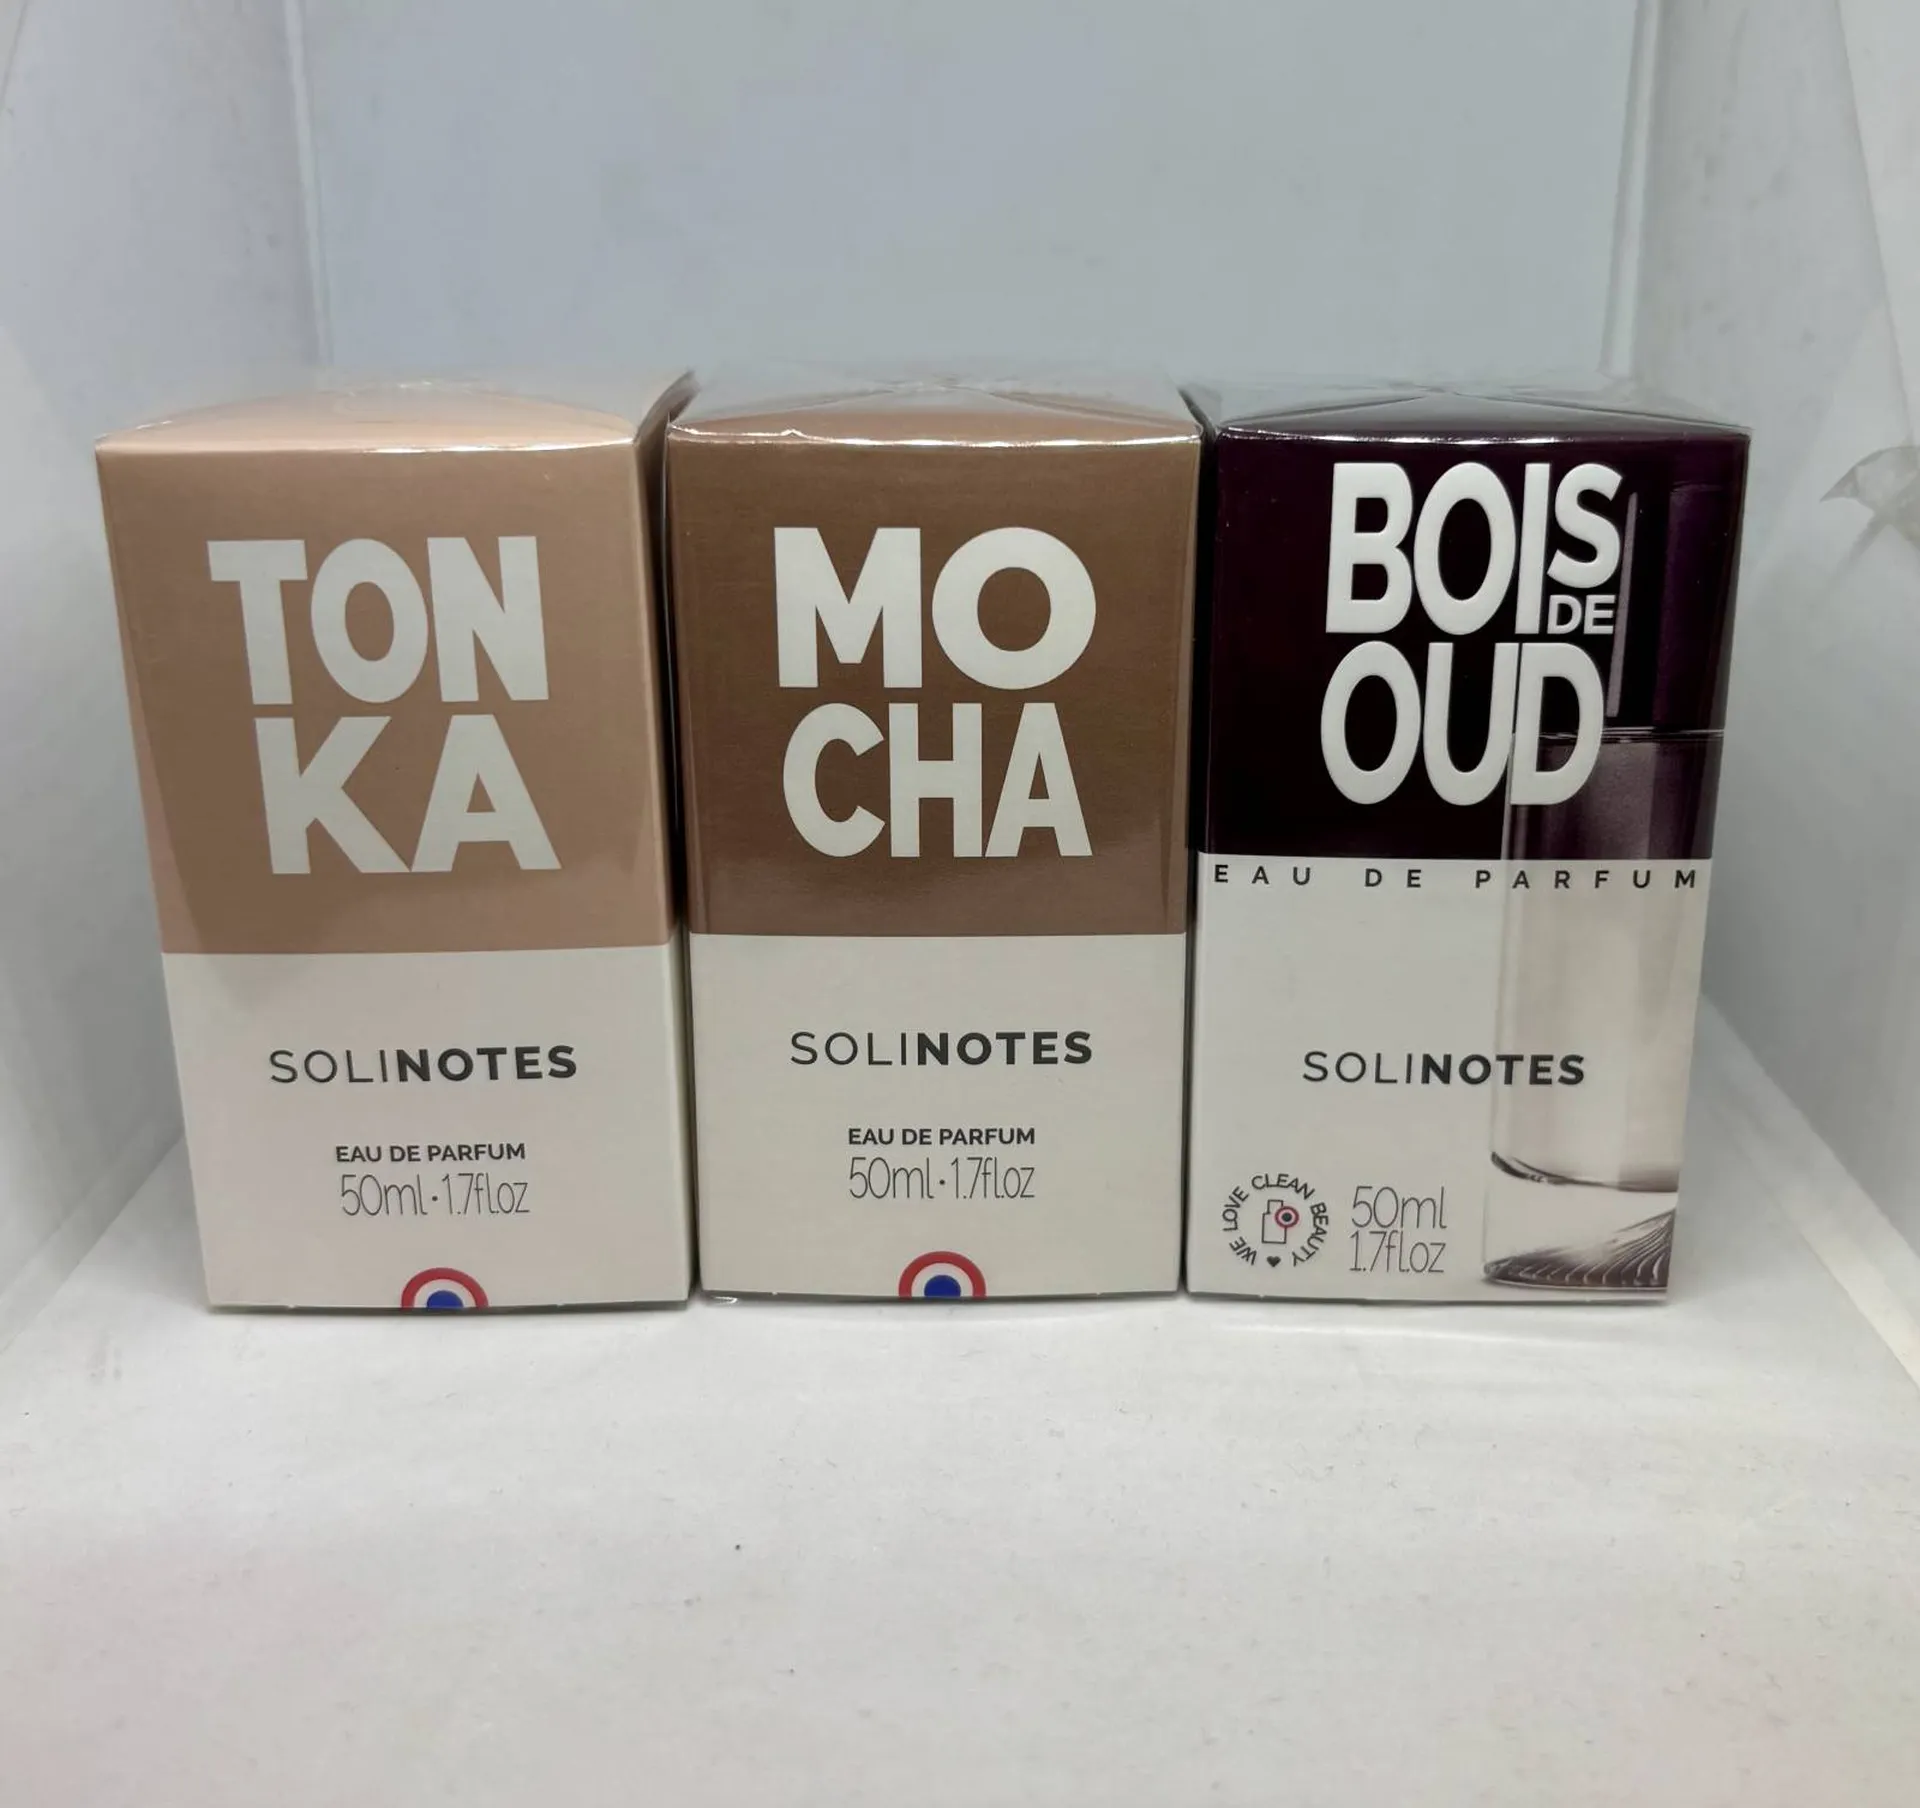 TON
KA
SOLINOTES
EAU DE PARFUM
50ml·1.7fl.oz
MO
CHA
SOLINOTES
EAU DE PARFUM
50ml·1.7fl.oz
BOIS
DE
OUD
EAU DE PARFUM
SOLINOTES
WE LOVE CLEAN BEAUTY
50ml
1.7fl.oz